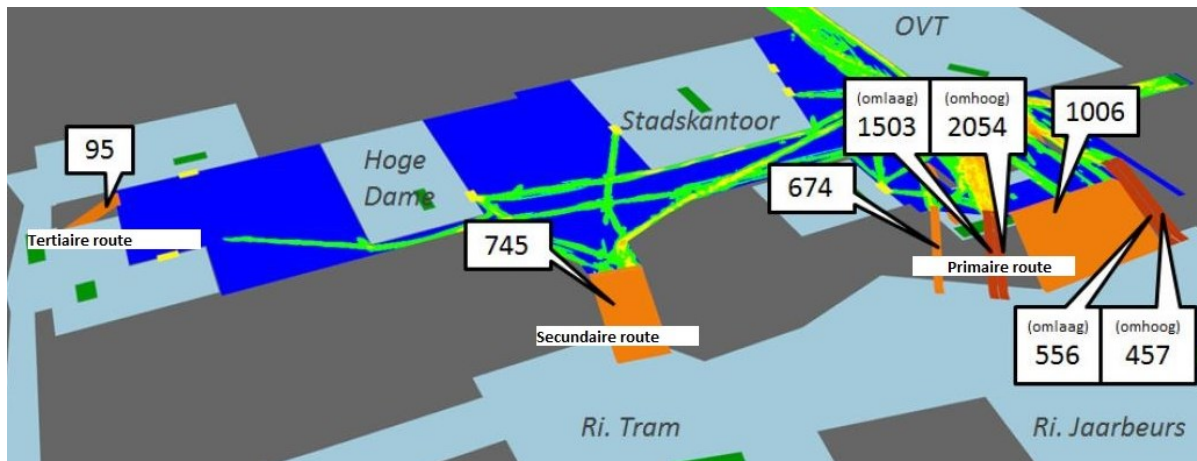 OVT
(omlaag)
1503
(omhoog)
2054
1006
95
Hoge
Dame
Stadskantoor
674
Tertiaire route
745
Primaire route
Secundaire route
(omlaag)
556
(omhoog)
457
Ri. Tram
Ri. Jaarbeurs